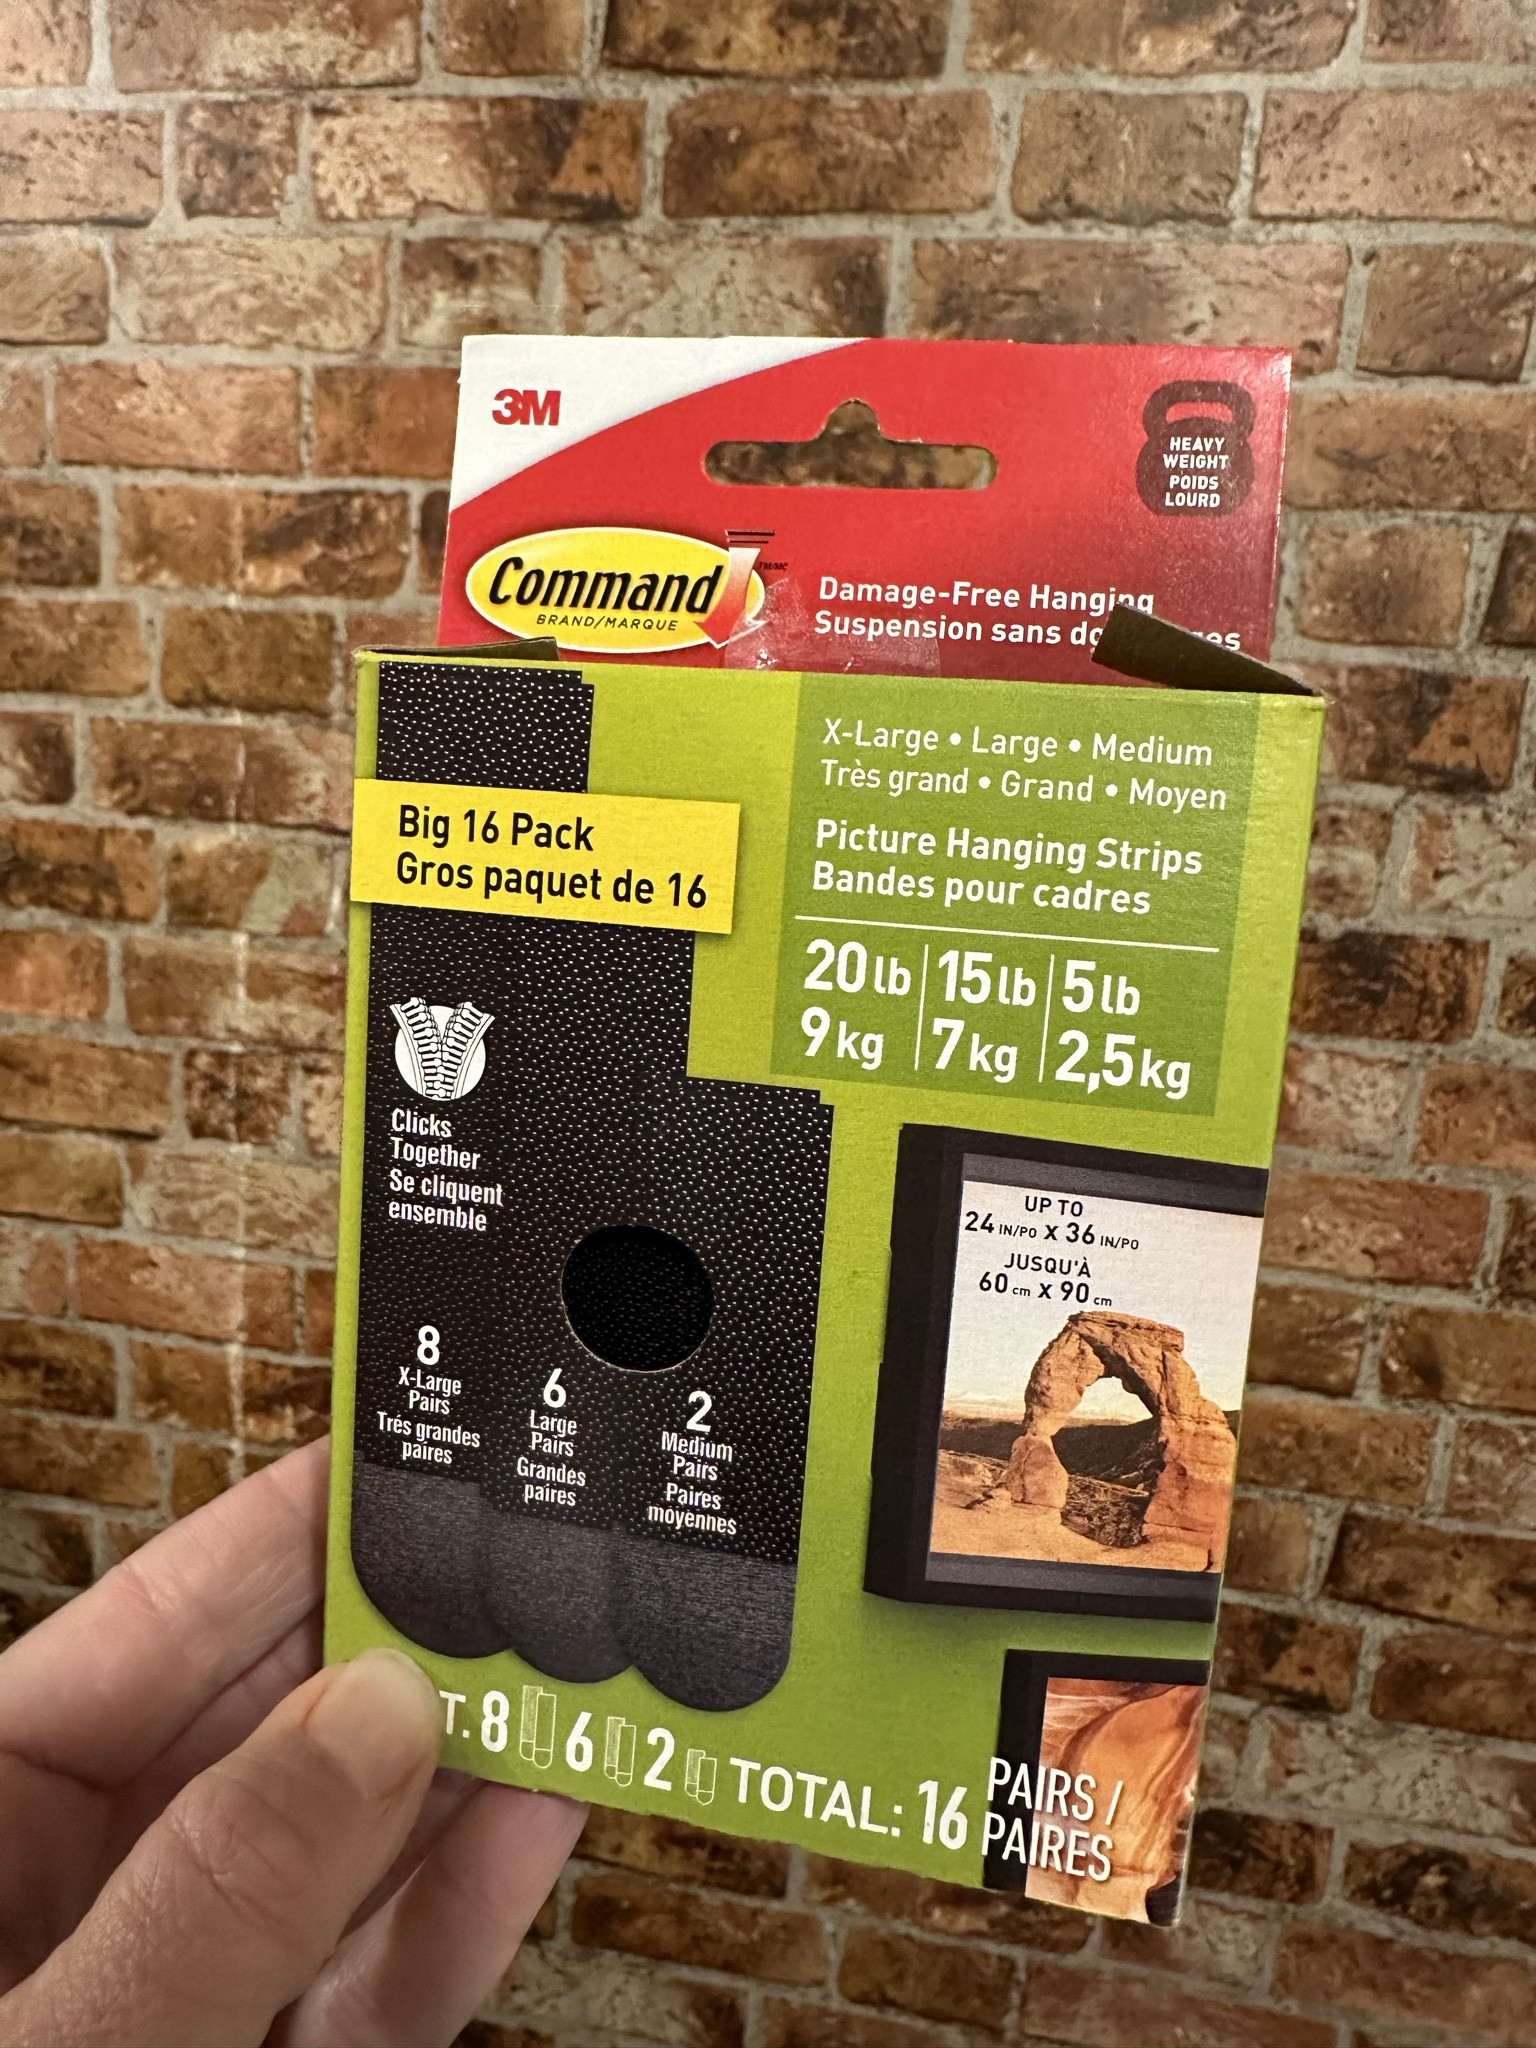 3M
HEAVY
WEIGHT
POIDS
LOURD
Command
BRAND/MARQUE
TM/MC
Damage-Free Hanging
Suspension sans
X-Large • Large • Medium
Très grand • Grand • Moyen
Picture Hanging Strips
Bandes pour cadres
20 lb 15 lb 5 lb
9 kg 7 kg 2,5 kg
Big 16 Pack
Gros paquet de 16
Clicks
Together
Se cliquent
ensemble
UP TO
24 IN/PO x 36 IN/PO
JUSQU'À
60 cm x 90 cm
8
X-Large
Pairs
Très grandes
paires
6
Large
Pairs
Grandes
paires
2
Medium
Pairs
Paires
moyennes
T. 8 6 2 TOTAL: 16 PAIRS /
PAIRES